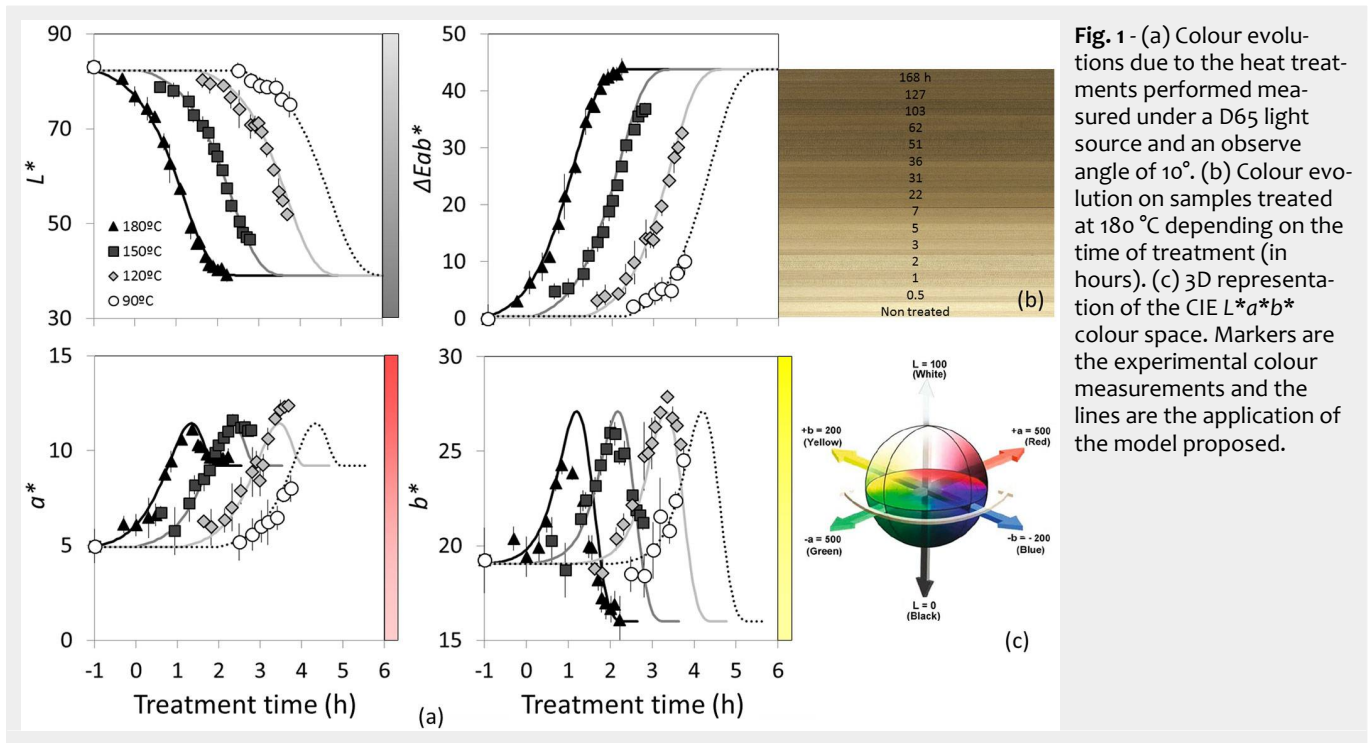 90
70
50
30
L*
180ºC
150ºC
120ºC
90ºC
50
40
30
20
10
0
ΔEab*
168 h
127
103
62
51
36
31
22
7
5
3
2
1
0.5
Non treated
(b)
15
10
5
0
a*
-1 0 1 2 3 4 5 6
Treatment time (h)
(a)
30
25
20
15
b*
-1 0 1 2 3 4 5 6
Treatment time (h)
L = 100
(White)
+b = 200
(Yellow)
+a = 500
(Red)
-a = 500
(Green)
-b = - 200
(Blue)
L = 0
(Black)
(c)
Fig. 1 - (a) Colour evolu-
tions due to the heat treat-
ments performed mea-
sured under a D65 light
source and an observe
angle of 10°. (b) Colour evo-
lution on samples treated
at 180 °C depending on the
time of treatment (in
hours). (c) 3D representa-
tion of the CIE L*a*b*
colour space. Markers are
the experimental colour
measurements and the
lines are the application of
the model proposed.